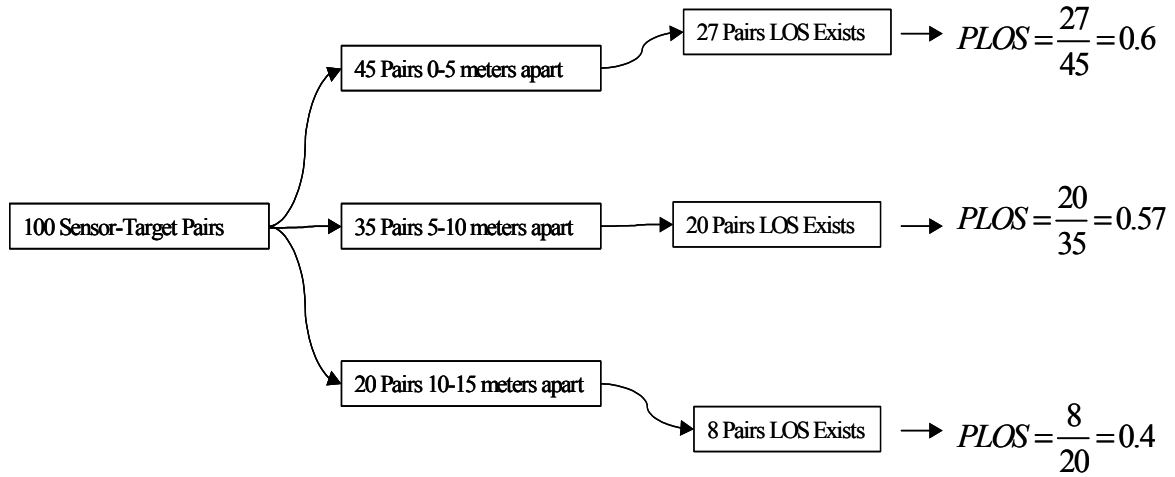 100 Sensor-Target Pairs
45 Pairs 0-5 meters apart
27 Pairs LOS Exists
PLOS = 27/45 = 0.6
35 Pairs 5-10 meters apart
20 Pairs LOS Exists
PLOS = 20/35 = 0.57
20 Pairs 10-15 meters apart
8 Pairs LOS Exists
PLOS = 8/20 = 0.4